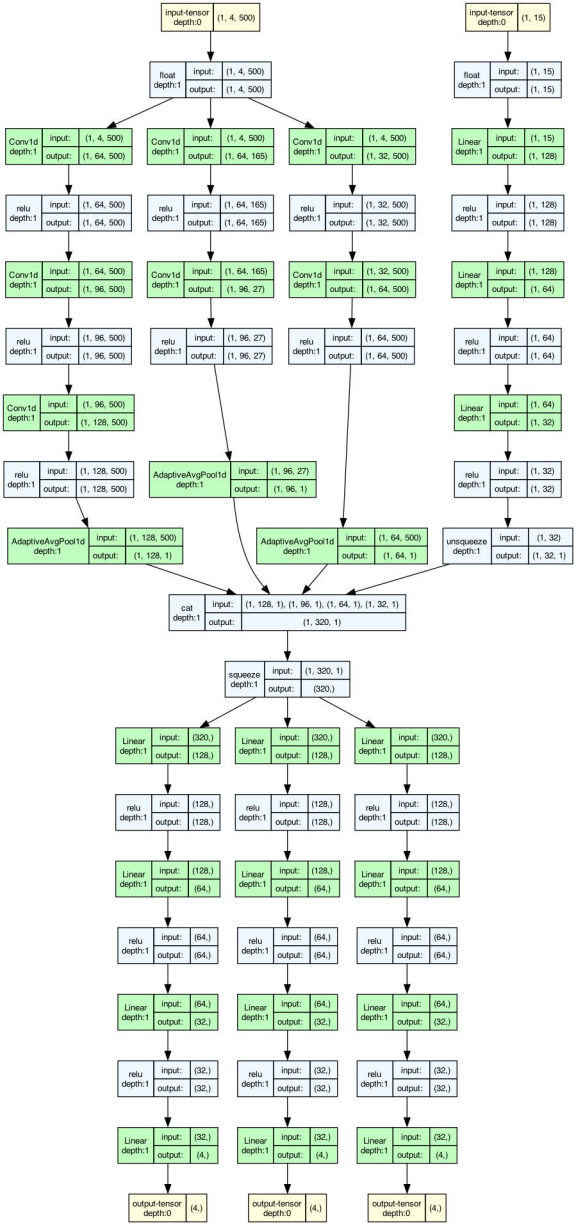 input-tensor
depth:0
(1, 4, 500)
input-tensor
depth:0
(1, 15)
float
depth:1
input: (1, 4, 500)
output: (1, 4, 500)
float
depth:1
input: (1, 15)
output: (1, 15)
Conv1d
depth:1
input: (1, 4, 500)
output: (1, 64, 500)
Conv1d
depth:1
input: (1, 4, 500)
output: (1, 64, 165)
Conv1d
depth:1
input: (1, 4, 500)
output: (1, 32, 500)
Linear
depth:1
input: (1, 15)
output: (1, 128)
relu
depth:1
input: (1, 64, 500)
output: (1, 64, 500)
relu
depth:1
input: (1, 64, 165)
output: (1, 64, 165)
relu
depth:1
input: (1, 32, 500)
output: (1, 32, 500)
relu
depth:1
input: (1, 128)
output: (1, 128)
Conv1d
depth:1
input: (1, 64, 500)
output: (1, 96, 500)
Conv1d
depth:1
input: (1, 64, 165)
output: (1, 96, 27)
Conv1d
depth:1
input: (1, 32, 500)
output: (1, 64, 500)
Linear
depth:1
input: (1, 128)
output: (1, 64)
relu
depth:1
input: (1, 96, 500)
output: (1, 96, 500)
relu
depth:1
input: (1, 96, 27)
output: (1, 96, 27)
relu
depth:1
input: (1, 64, 500)
output: (1, 64, 500)
relu
depth:1
input: (1, 64)
output: (1, 64)
Conv1d
depth:1
input: (1, 96, 500)
output: (1, 128, 500)
Linear
depth:1
input: (1, 64)
output: (1, 32)
relu
depth:1
input: (1, 128, 500)
output: (1, 128, 500)
AdaptiveAvgPool1d
depth:1
input: (1, 96, 27)
output: (1, 96, 1)
relu
depth:1
input: (1, 32)
output: (1, 32)
AdaptiveAvgPool1d
depth:1
input: (1, 128, 500)
output: (1, 128, 1)
AdaptiveAvgPool1d
depth:1
input: (1, 64, 500)
output: (1, 64, 1)
unsqueeze
depth:1
input: (1, 32)
output: (1, 32, 1)
cat
depth:1
input: (1, 128, 1), (1, 96, 1), (1, 64, 1), (1, 32, 1)
output: (1, 320, 1)
squeeze
depth:1
input: (1, 320, 1)
output: (320,)
Linear
depth:1
input: (320,)
output: (128,)
Linear
depth:1
input: (320,)
output: (128,)
Linear
depth:1
input: (320,)
output: (128,)
relu
depth:1
input: (128,)
output: (128,)
relu
depth:1
input: (128,)
output: (128,)
relu
depth:1
input: (128,)
output: (128,)
Linear
depth:1
input: (128,)
output: (64,)
Linear
depth:1
input: (128,)
output: (64,)
Linear
depth:1
input: (128,)
output: (64,)
relu
depth:1
input: (64,)
output: (64,)
relu
depth:1
input: (64,)
output: (64,)
relu
depth:1
input: (64,)
output: (64,)
Linear
depth:1
input: (64,)
output: (32,)
Linear
depth:1
input: (64,)
output: (32,)
Linear
depth:1
input: (64,)
output: (32,)
relu
depth:1
input: (32,)
output: (32,)
relu
depth:1
input: (32,)
output: (32,)
relu
depth:1
input: (32,)
output: (32,)
Linear
depth:1
input: (32,)
output: (4,)
Linear
depth:1
input: (32,)
output: (4,)
Linear
depth:1
input: (32,)
output: (4,)
output-tensor
depth:0
(4,)
output-tensor
depth:0
(4,)
output-tensor
depth:0
(4,)